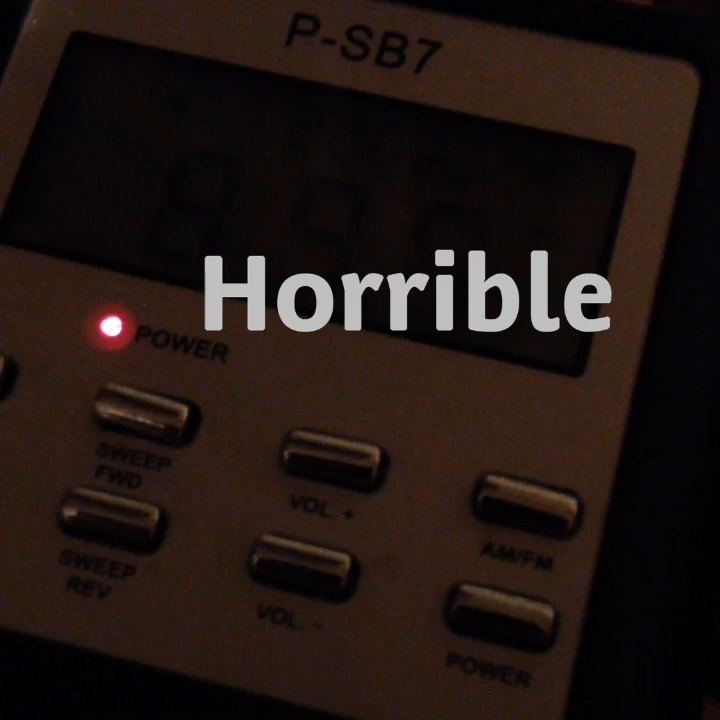 P-SB7
Horrible
POWER
SWEEP
FWD
VOL. +
AM/FM
SWEEP
REV
VOL. -
POWER